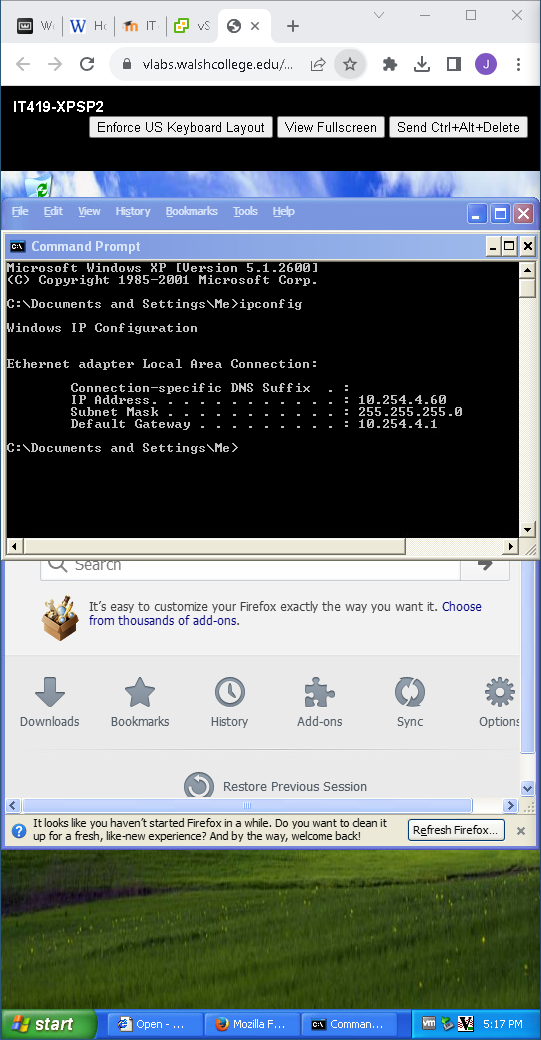 W
Ho
IT
vS
vlabs.walshcollege.edu/...
J
IT419-XPSP2
Enforce US Keyboard Layout
View Fullscreen
Send Ctrl+Alt+Delete
File Edit View History Bookmarks Tools Help
Command Prompt
Microsoft Windows XP [Version 5.1.2600]
(C) Copyright 1985-2001 Microsoft Corp.
C:\Documents and Settings\Me>ipconfig
Windows IP Configuration
Ethernet adapter Local Area Connection:
Connection-specific DNS Suffix  . :
IP Address. . . . . . . . . . . . : 10.254.4.60
Subnet Mask . . . . . . . . . . . : 255.255.255.0
Default Gateway . . . . . . . . . : 10.254.4.1
C:\Documents and Settings\Me>
Search
It's easy to customize your Firefox exactly the way you want it. Choose
from thousands of add-ons.
Downloads Bookmarks History Add-ons Sync Options
Restore Previous Session
It looks like you haven't started Firefox in a while. Do you want to clean it
up for a fresh, like-new experience? And by the way, welcome back!
Refresh Firefox...
start
Open - ...
Mozilla F...
Comman...
vm
5:17 PM